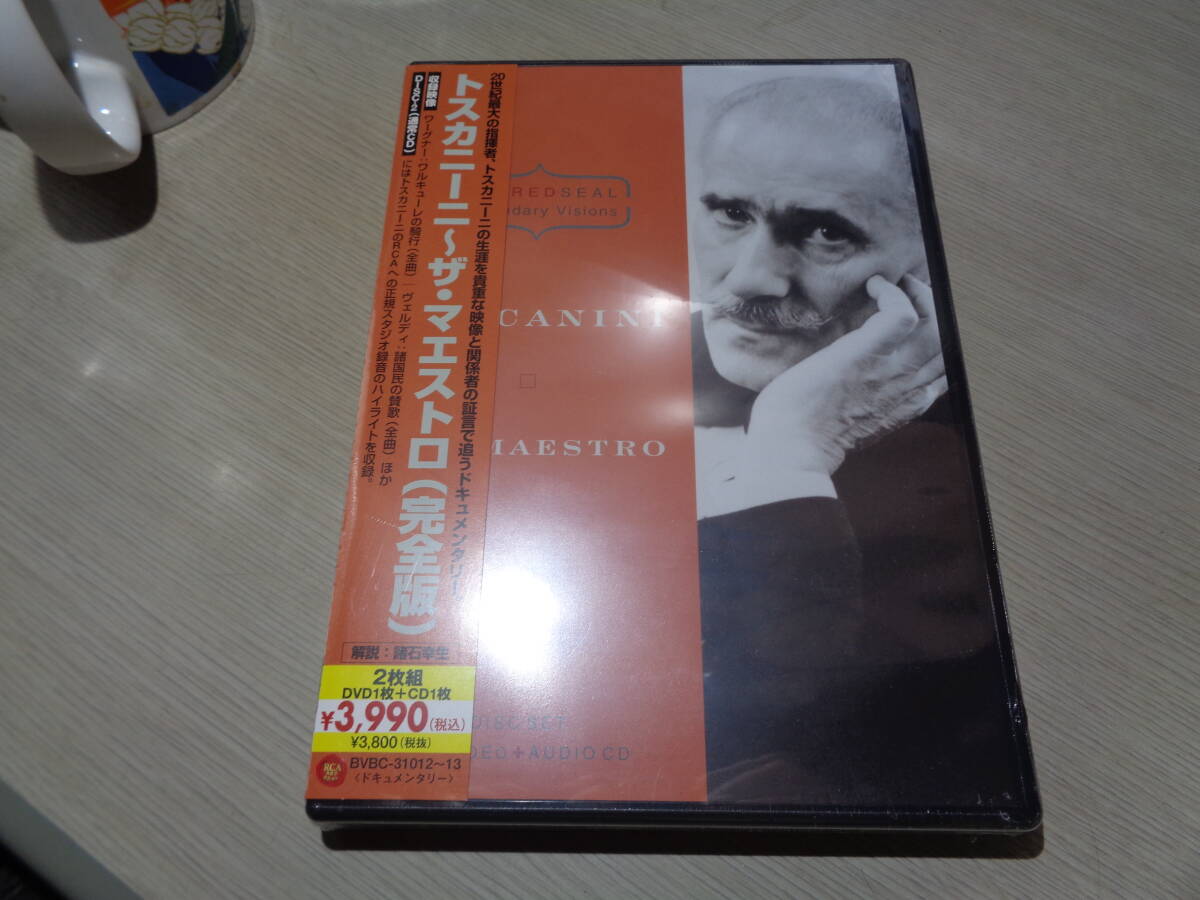 20世紀最大の指揮者、トスカニーニの生涯を貴重な映像と関係者の証言で追うドキュメンタリー
トスカニーニ〜ザ・マエストロ(完全版)
収録映像 ワーグナー:ワルキューレの騎行(全曲)|ヴェルディ:諸国民の賛歌(全曲) ほか
DISC-2(通常CD) にはトスカニーニのRCAへの正規スタジオ録音のハイライトを収録。
解説:諸石幸生
2枚組
DVD1枚+CD1枚
¥3,990(税込)
¥3,800(税抜)
RCA
RED SEAL
BVBC-31012〜13
〈ドキュメンタリー〉
REDSEAL
ndary Visions
CANINI
MAESTRO
DISC SET
DEO+AUDIO CD